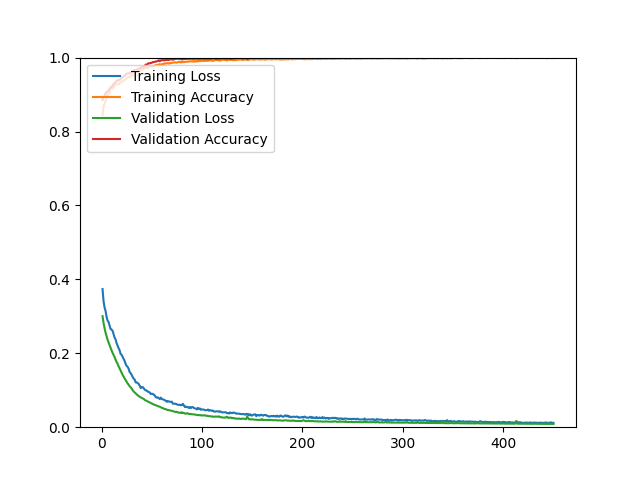 1.0
0.8
0.6
0.4
0.2
0.0
Training Loss
Training Accuracy
Validation Loss
Validation Accuracy
0 100 200 300 400